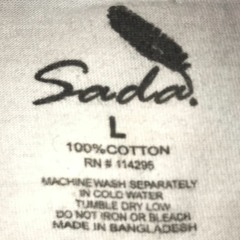 Sada.
L
100%COTTON
RN # 114296
MACHINE WASH SEPARATELY
IN COLD WATER
TUMBLE DRY LOW
DO NOT IRON OR BLEACH
MADE IN BANGLADESH